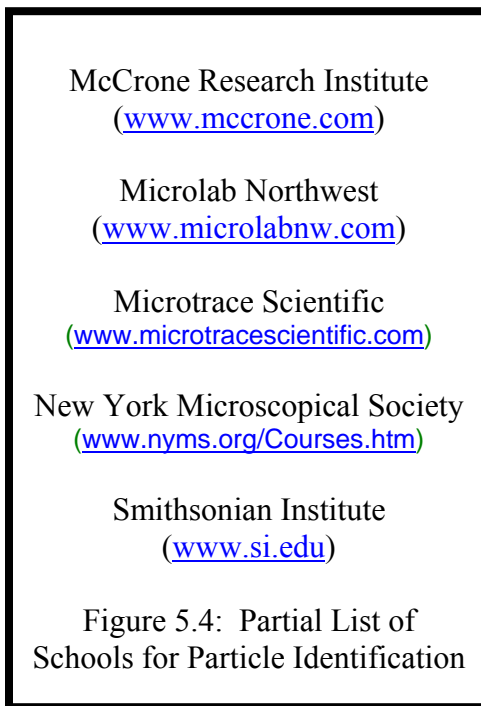 McCrone Research Institute
(www.mccrone.com)
Microlab Northwest
(www.microlabnw.com)
Microtrace Scientific
(www.microtracescientific.com)
New York Microscopical Society
(www.nyms.org/Courses.htm)
Smithsonian Institute
(www.si.edu)
Figure 5.4:  Partial List of
Schools for Particle Identification